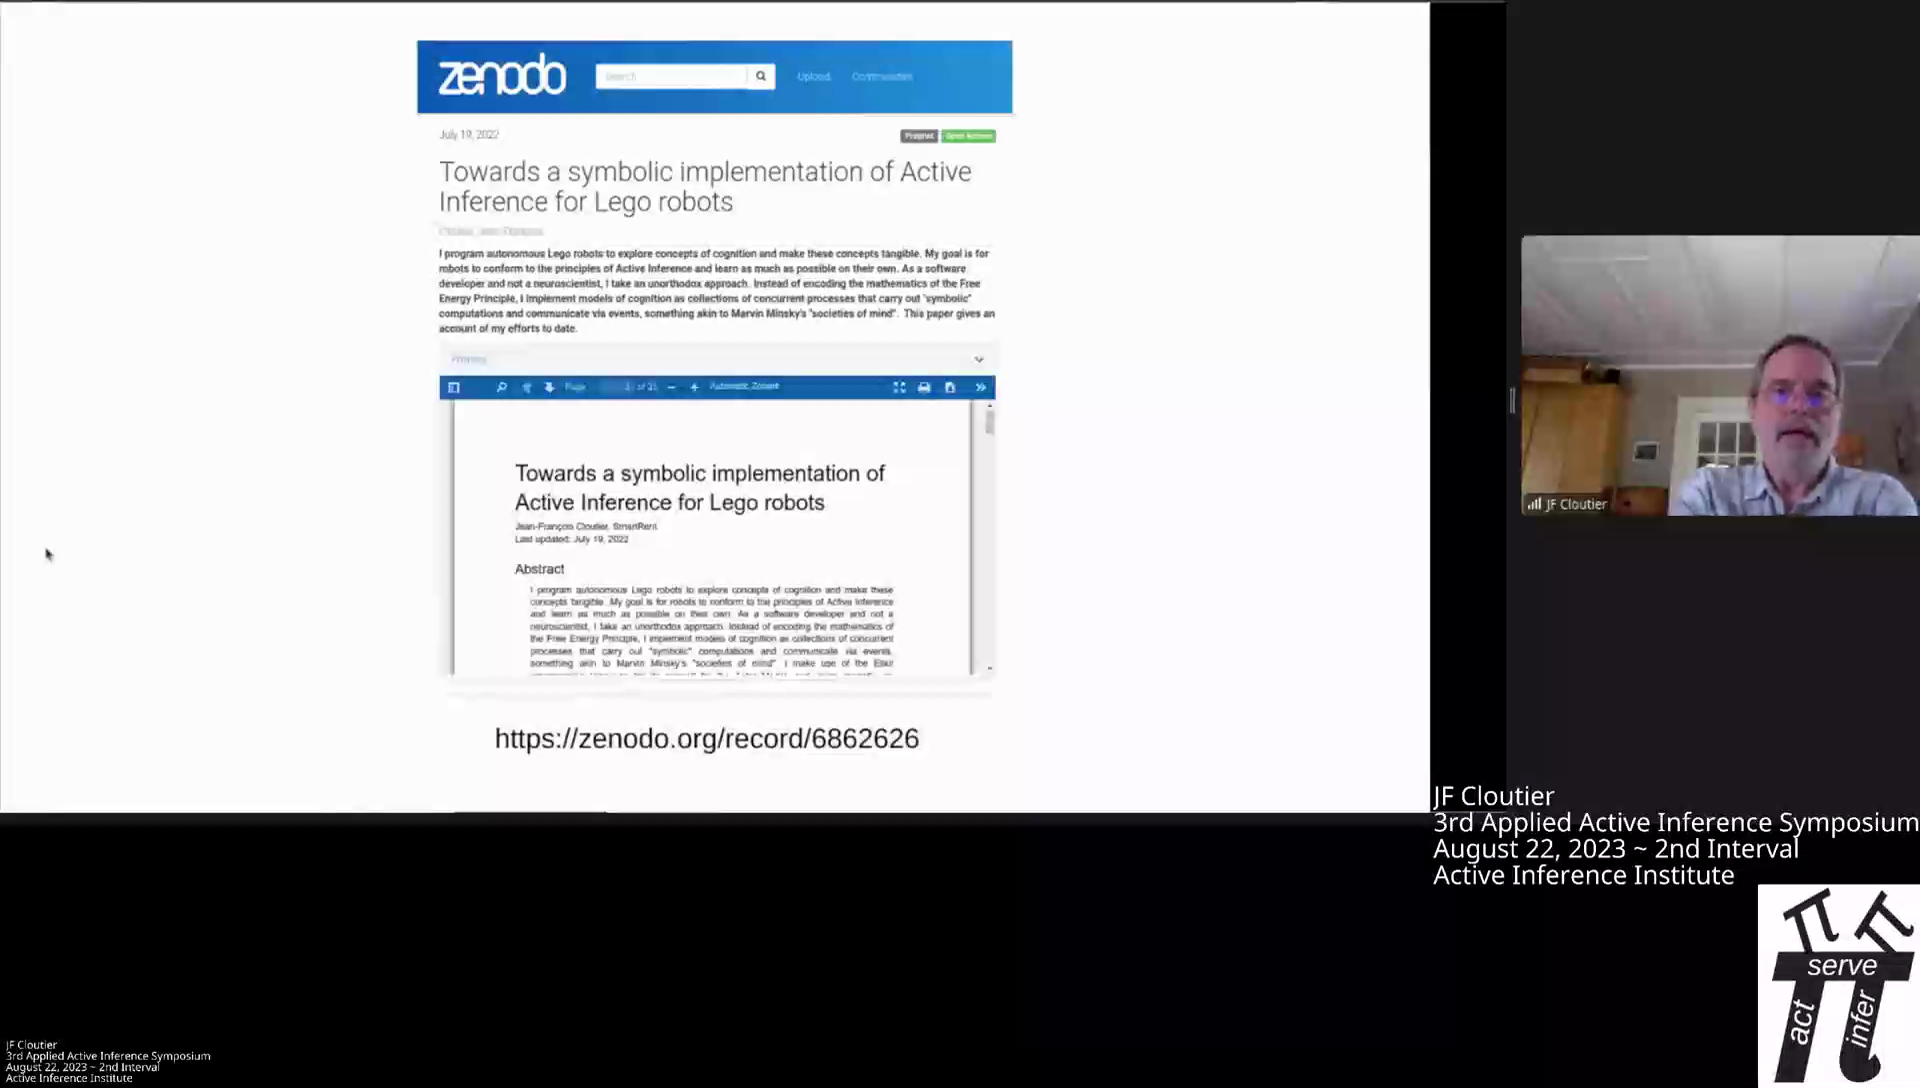 zenodo
Search
Upload
Communities
July 19, 2022
Preprint
Open Access
Towards a symbolic implementation of Active
Inference for Lego robots
Cloutier, Jean-François
I program autonomous Lego robots to explore concepts of cognition and make these concepts tangible. My goal is for
robots to conform to the principles of Active Inference and learn as much as possible on their own. As a software
developer and not a neuroscientist, I take an unorthodox approach. Instead of encoding the mathematics of the Free
Energy Principle, I implement models of cognition as collections of concurrent processes that carry out "symbolic"
computations and communicate via events, something akin to Marvin Minsky's "societies of mind". This paper gives an
account of my efforts to date.
Preview
Page
1 of 21
Automatic Zoom
Towards a symbolic implementation of
Active Inference for Lego robots
Jean-François Cloutier, SmartRent
Last updated: July 19, 2022
Abstract
I program autonomous Lego robots to explore concepts of cognition and make these
concepts tangible. My goal is for robots to conform to the principles of Active Inference
and learn as much as possible on their own. As a software developer and not a
neuroscientist, I take an unorthodox approach. Instead of encoding the mathematics of
the Free Energy Principle, I implement models of cognition as collections of concurrent
processes that carry out "symbolic" computations and communicate via events,
something akin to Marvin Minsky's "societies of mind". I make use of the Elixir
https://zenodo.org/record/6862626
JF Cloutier
JF Cloutier
3rd Applied Active Inference Symposium
August 22, 2023 ~ 2nd Interval
Active Inference Institute
serve
act
infer
JF Cloutier
3rd Applied Active Inference Symposium
August 22, 2023 ~ 2nd Interval
Active Inference Institute